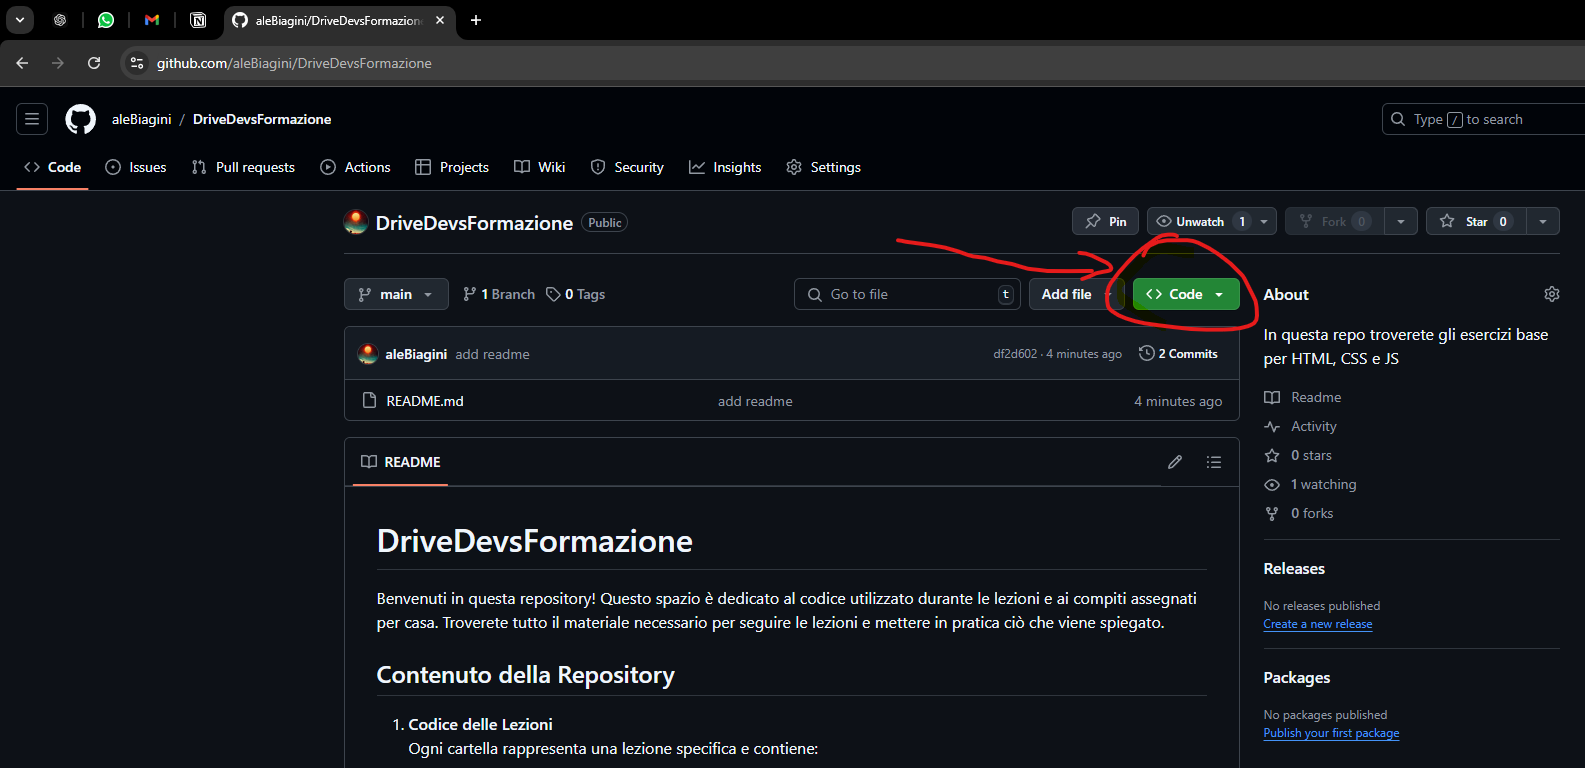 aleBiagini/DriveDevsFormazione
github.com/aleBiagini/DriveDevsFormazione
aleBiagini / DriveDevsFormazione
Type / to search
Code Issues Pull requests Actions Projects Wiki Security Insights Settings
DriveDevsFormazione Public
Pin Unwatch 1 Fork 0 Star 0
main 1 Branch 0 Tags Go to file t Add file Code
About
In questa repo troverete gli esercizi base
per HTML, CSS e JS
aleBiagini add readme df2d602 · 4 minutes ago 2 Commits
README.md add readme 4 minutes ago
Readme
Activity
0 stars
1 watching
0 forks
README
DriveDevsFormazione
Benvenuti in questa repository! Questo spazio è dedicato al codice utilizzato durante le lezioni e ai compiti assegnati
per casa. Troverete tutto il materiale necessario per seguire le lezioni e mettere in pratica ciò che viene spiegato.
Contenuto della Repository
1. Codice delle Lezioni
Ogni cartella rappresenta una lezione specifica e contiene:
Releases
No releases published
Create a new release
Packages
No packages published
Publish your first package